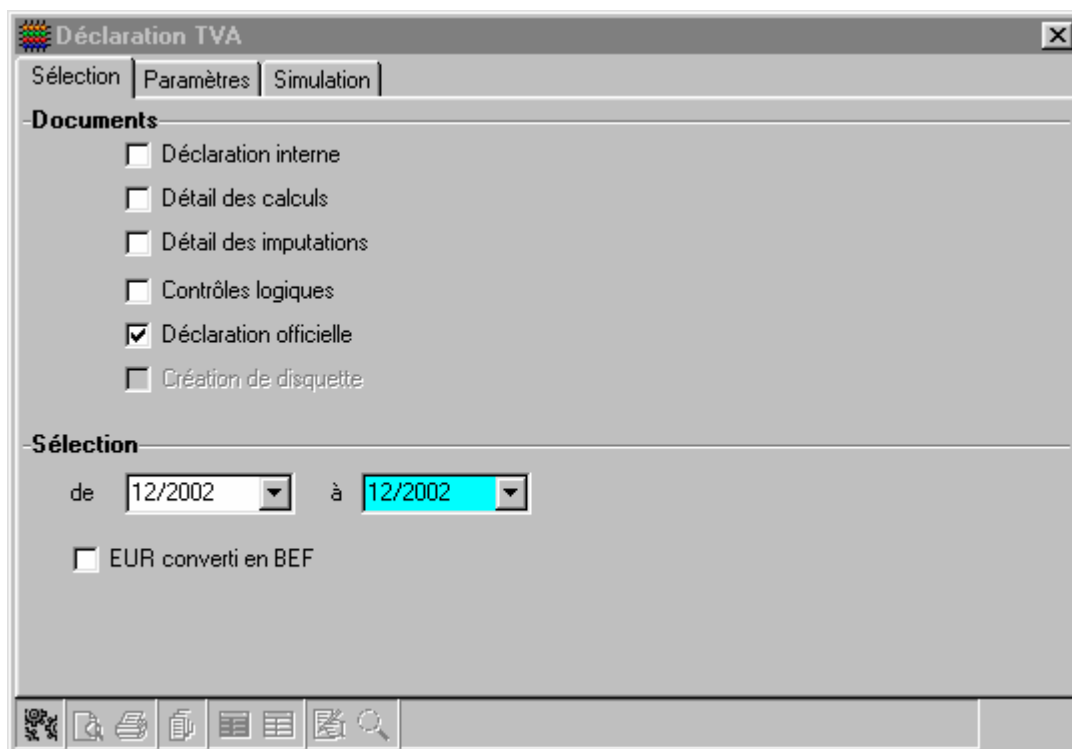 Déclaration TVA
Sélection Paramètres Simulation
Documents
Déclaration interne
Détail des calculs
Détail des imputations
Contrôles logiques
Déclaration officielle
Création de disquette
Sélection
de 12/2002 à 12/2002
EUR converti en BEF